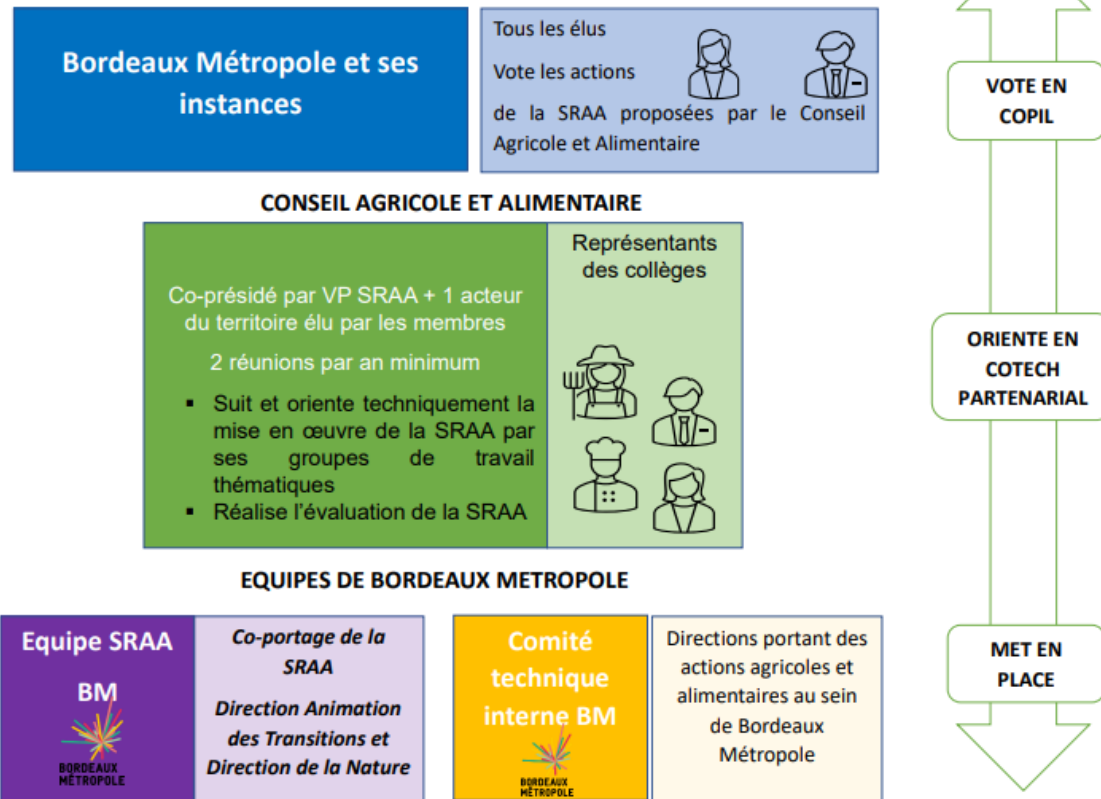 Bordeaux Métropole et ses
instances
Tous les élus
Vote les actions
de la SRAA proposées par le Conseil
Agricole et Alimentaire
VOTE EN
COPIL
CONSEIL AGRICOLE ET ALIMENTAIRE
Co-présidé par VP SRAA + 1 acteur
du territoire élu par les membres
2 réunions par an minimum
▪ Suit et oriente techniquement la
mise en œuvre de la SRAA par
ses groupes de travail
thématiques
▪ Réalise l'évaluation de la SRAA
Représentants
des collèges
ORIENTE EN
COTECH
PARTENARIAL
EQUIPES DE BORDEAUX METROPOLE
Equipe SRAA
BM
BORDEAUX
MÉTROPOLE
Co-portage de la
SRAA
Direction Animation
des Transitions et
Direction de la Nature
Comité
technique
interne BM
BORDEAUX
MÉTROPOLE
Directions portant des
actions agricoles et
alimentaires au sein
de Bordeaux
Métropole
MET EN
PLACE